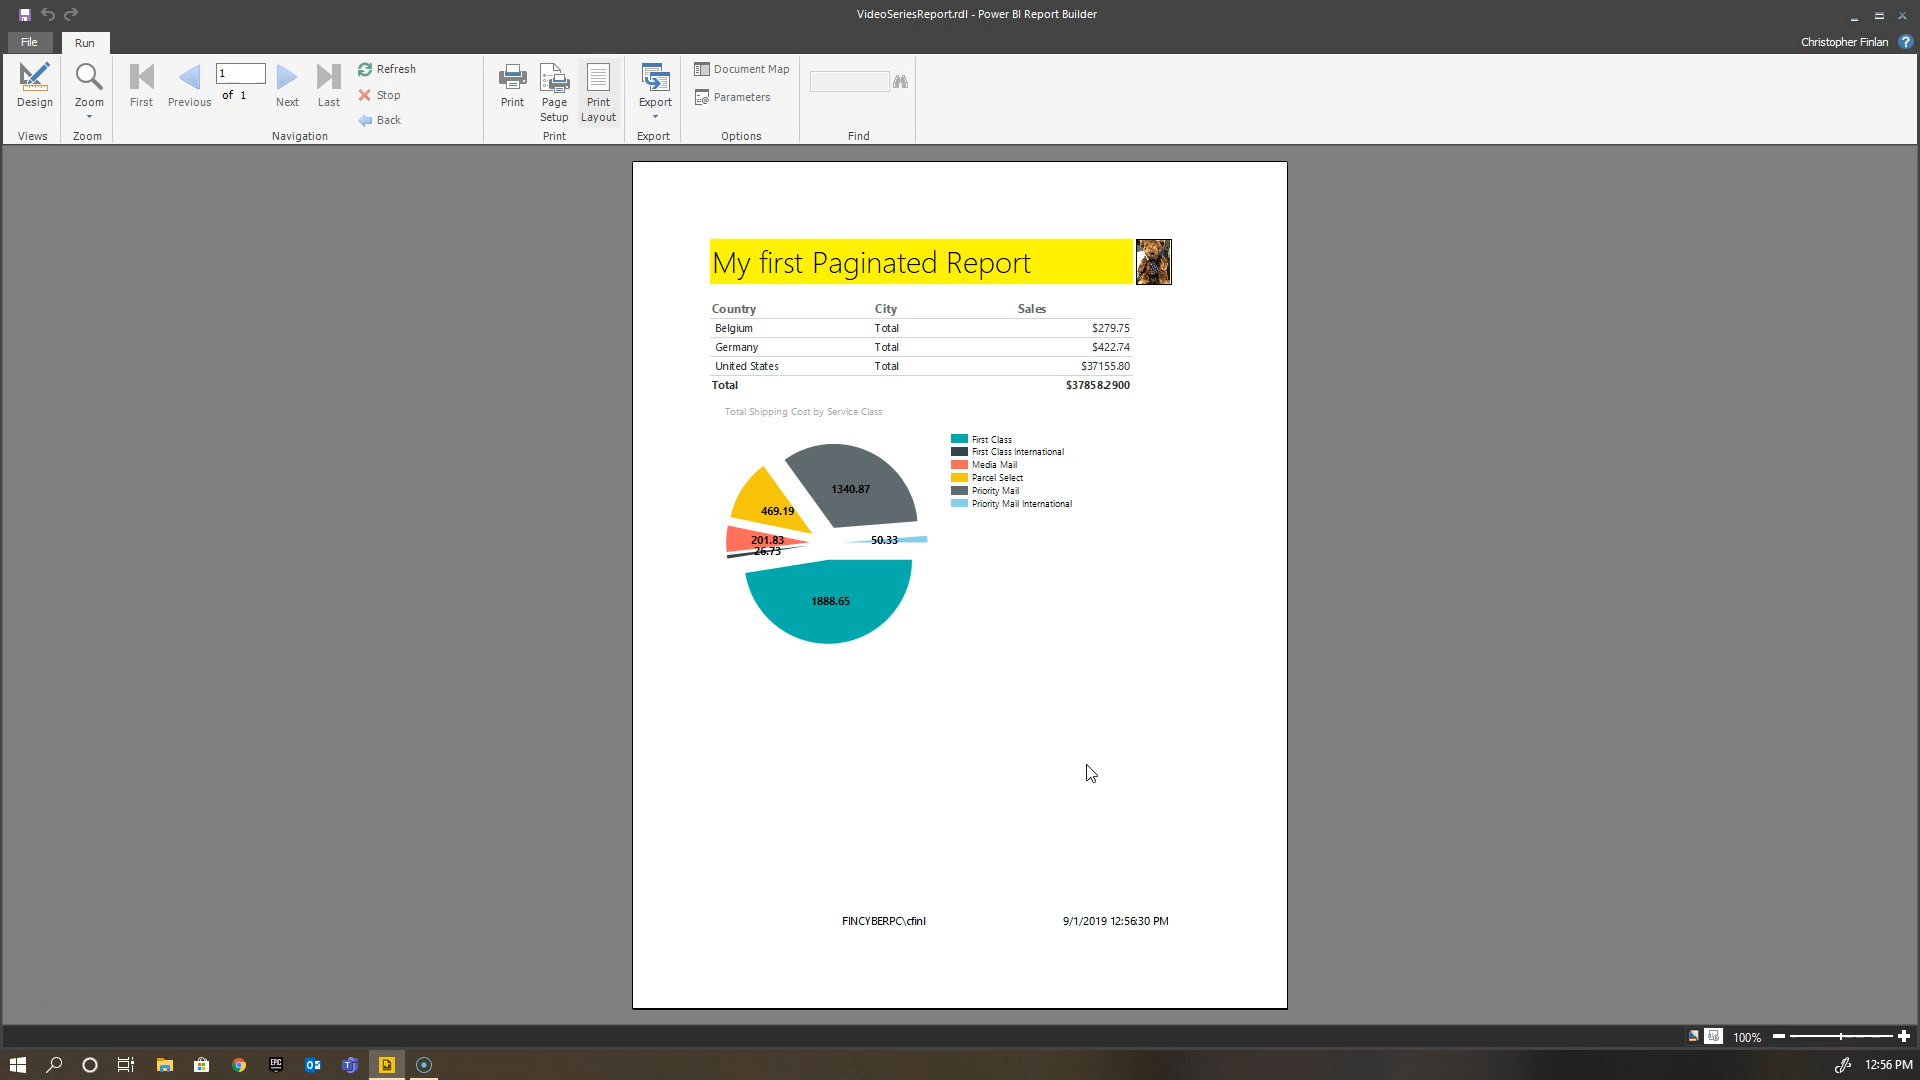 VideoSeriesReport.rdl - Power BI Report Builder
File
Run
Christopher Finlan
?
Design
Views
Zoom
Zoom
First
Previous
1
of 1
Next
Last
Refresh
Stop
Back
Navigation
Print
Page Setup
Print Layout
Print
Export
Export
Document Map
Parameters
Options
Find
My first Paginated Report
Country City Sales
Belgium Total $279.75
Germany Total $422.74
United States Total $37155.80
Total $37858.2900
Total Shipping Cost by Service Class
First Class
First Class International
Media Mail
Parcel Select
Priority Mail
Priority Mail International
1340.87
469.19
201.83
26.73
50.33
1888.65
FINCYBERPC\cfinl 9/1/2019 12:56:30 PM
100%
EPIC
12:56 PM